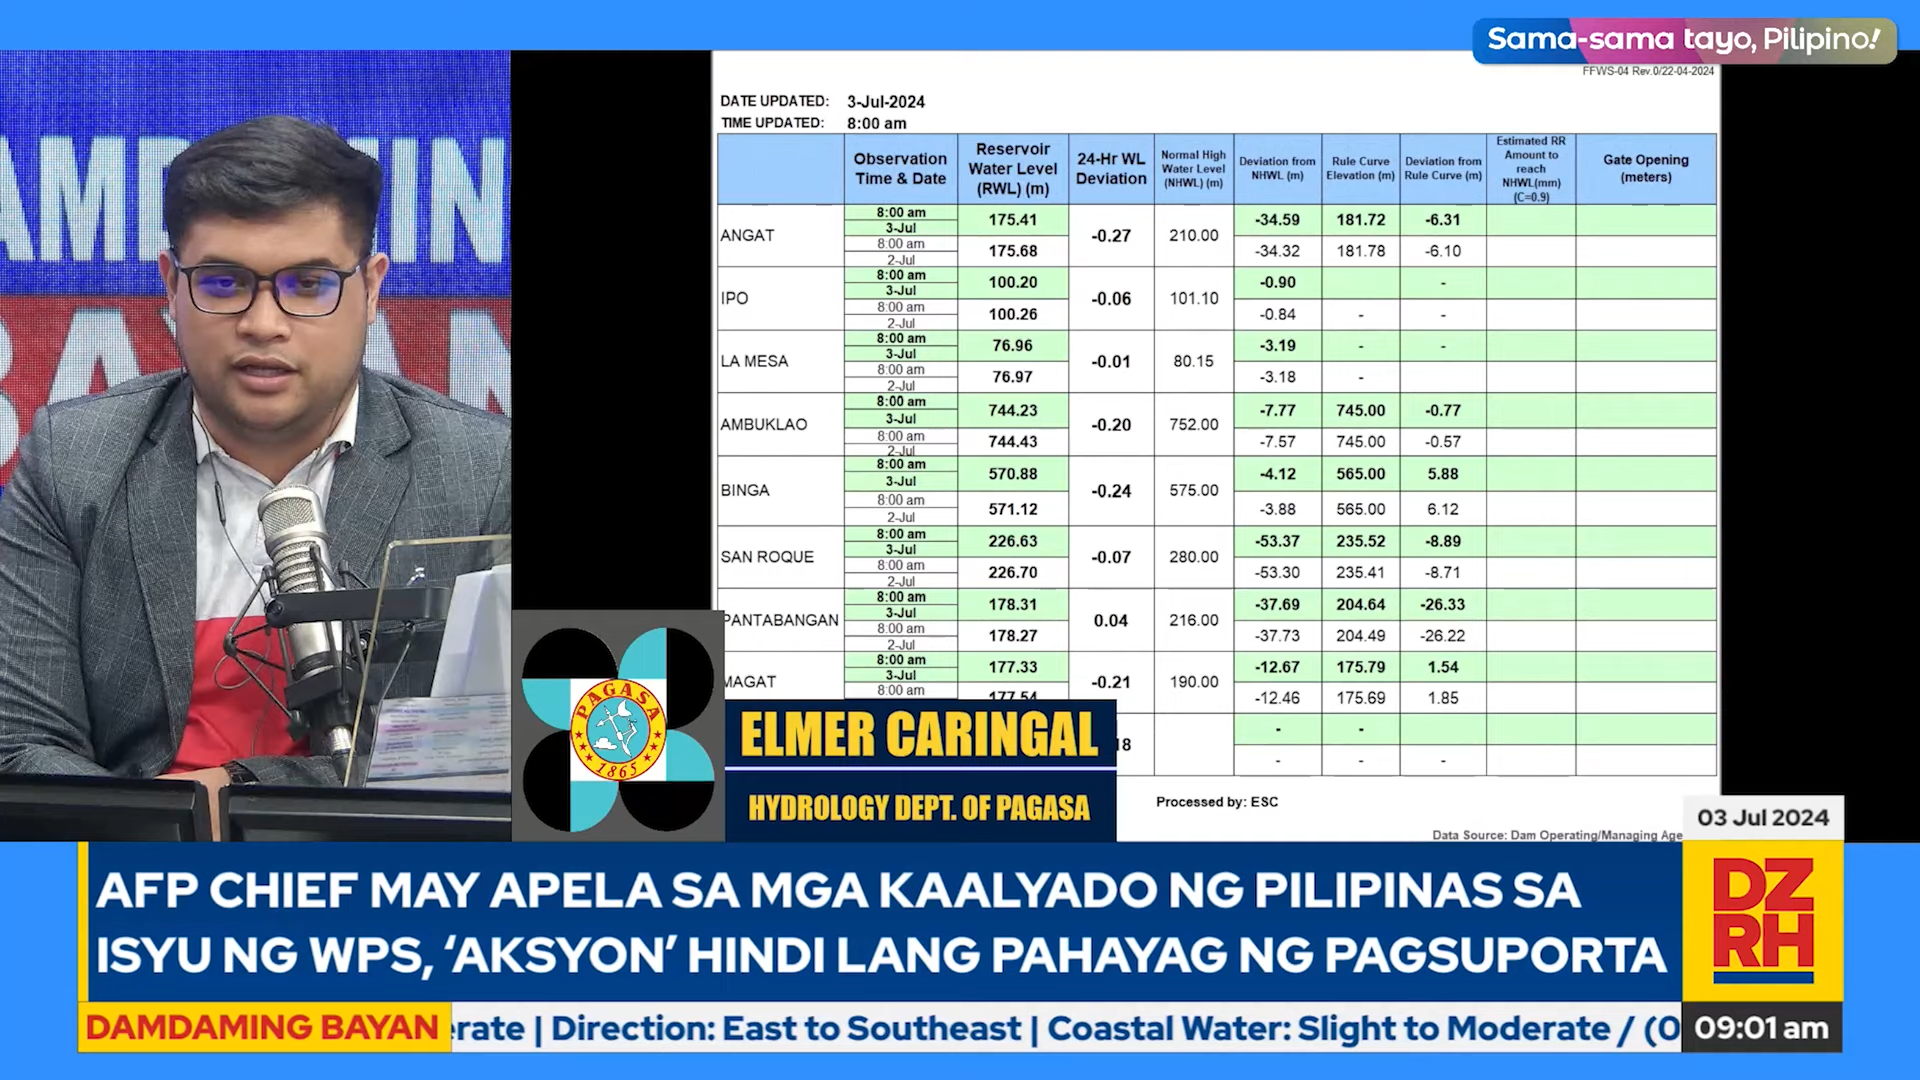 Sama-sama tayo, Pilipino!
FFWS-04 Rev.0/22-04-2024
DATE UPDATED: 3-Jul-2024
TIME UPDATED: 8:00 am
Observation Time & Date
Reservoir Water Level (RWL) (m)
24-Hr WL Deviation
Normal High Water Level (NHWL) (m)
Deviation from NHWL (m)
Rule Curve Elevation (m)
Deviation from Rule Curve (m)
Estimated RR Amount to reach NHWL(mm) (C=0.9)
Gate Opening (meters)
ANGAT -0.27 210.00
8:00 am 3-Jul 175.41 -34.59 181.72 -6.31
8:00 am 2-Jul 175.68 -34.32 181.78 -6.10
IPO -0.06 101.10
8:00 am 3-Jul 100.20 -0.90 -
8:00 am 2-Jul 100.26 -0.84 - -
LA MESA -0.01 80.15
8:00 am 3-Jul 76.96 -3.19 - -
8:00 am 2-Jul 76.97 -3.18 -
AMBUKLAO -0.20 752.00
8:00 am 3-Jul 744.23 -7.77 745.00 -0.77
8:00 am 2-Jul 744.43 -7.57 745.00 -0.57
BINGA -0.24 575.00
8:00 am 3-Jul 570.88 -4.12 565.00 5.88
8:00 am 2-Jul 571.12 -3.88 565.00 6.12
SAN ROQUE -0.07 280.00
8:00 am 3-Jul 226.63 -53.37 235.52 -8.89
8:00 am 2-Jul 226.70 -53.30 235.41 -8.71
PANTABANGAN 0.04 216.00
8:00 am 3-Jul 178.31 -37.69 204.64 -26.33
8:00 am 2-Jul 178.27 -37.73 204.49 -26.22
MAGAT -0.21 190.00
8:00 am 3-Jul 177.33 -12.67 175.79 1.54
8:00 am 177.54 -12.46 175.69 1.85
18
- -
- -
Processed by: ESC
Data Source: Dam Operating/Managing Age
PAGASA
1865
ELMER CARINGAL
HYDROLOGY DEPT. OF PAGASA
03 Jul 2024
AFP CHIEF MAY APELA SA MGA KAALYADO NG PILIPINAS SA
ISYU NG WPS, ‘AKSYON’ HINDI LANG PAHAYAG NG PAGSUPORTA
DZ
RH
DAMDAMING BAYAN
erate | Direction: East to Southeast | Coastal Water: Slight to Moderate / (0
09:01 am